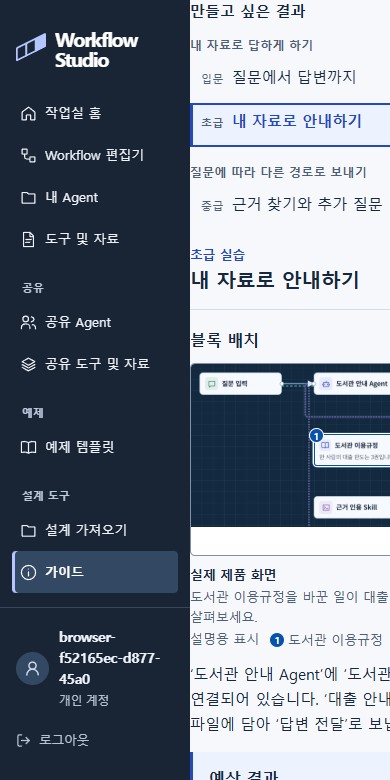 Workflow
Studio
작업실 홈
Workflow 편집기
내 Agent
도구 및 자료
공유
공유 Agent
공유 도구 및 자료
예제
예제 템플릿
설계 도구
설계 가져오기
가이드
browser-
f52165ec-d877-
45a0
개인 계정
로그아웃
만들고 싶은 결과
내 자료로 답하게 하기
입문 질문에서 답변까지
초급 내 자료로 안내하기
질문에 따라 다른 경로로 보내기
중급 근거 찾기와 추가 질문
초급 실습
내 자료로 안내하기
블록 배치
질문 입력
도서관 안내 Agent
1
도서관 이용규정
근거 인용 Skill
실제 제품 화면
도서관 이용규정을 바꾼 일이 대출
살펴보세요.
설명용 표시 1 도서관 이용규정
‘도서관 안내 Agent’에 ‘도서관
연결되어 있습니다. ‘대출 안내
파일에 담아 ‘답변 전달’로 보냅
예상 결과